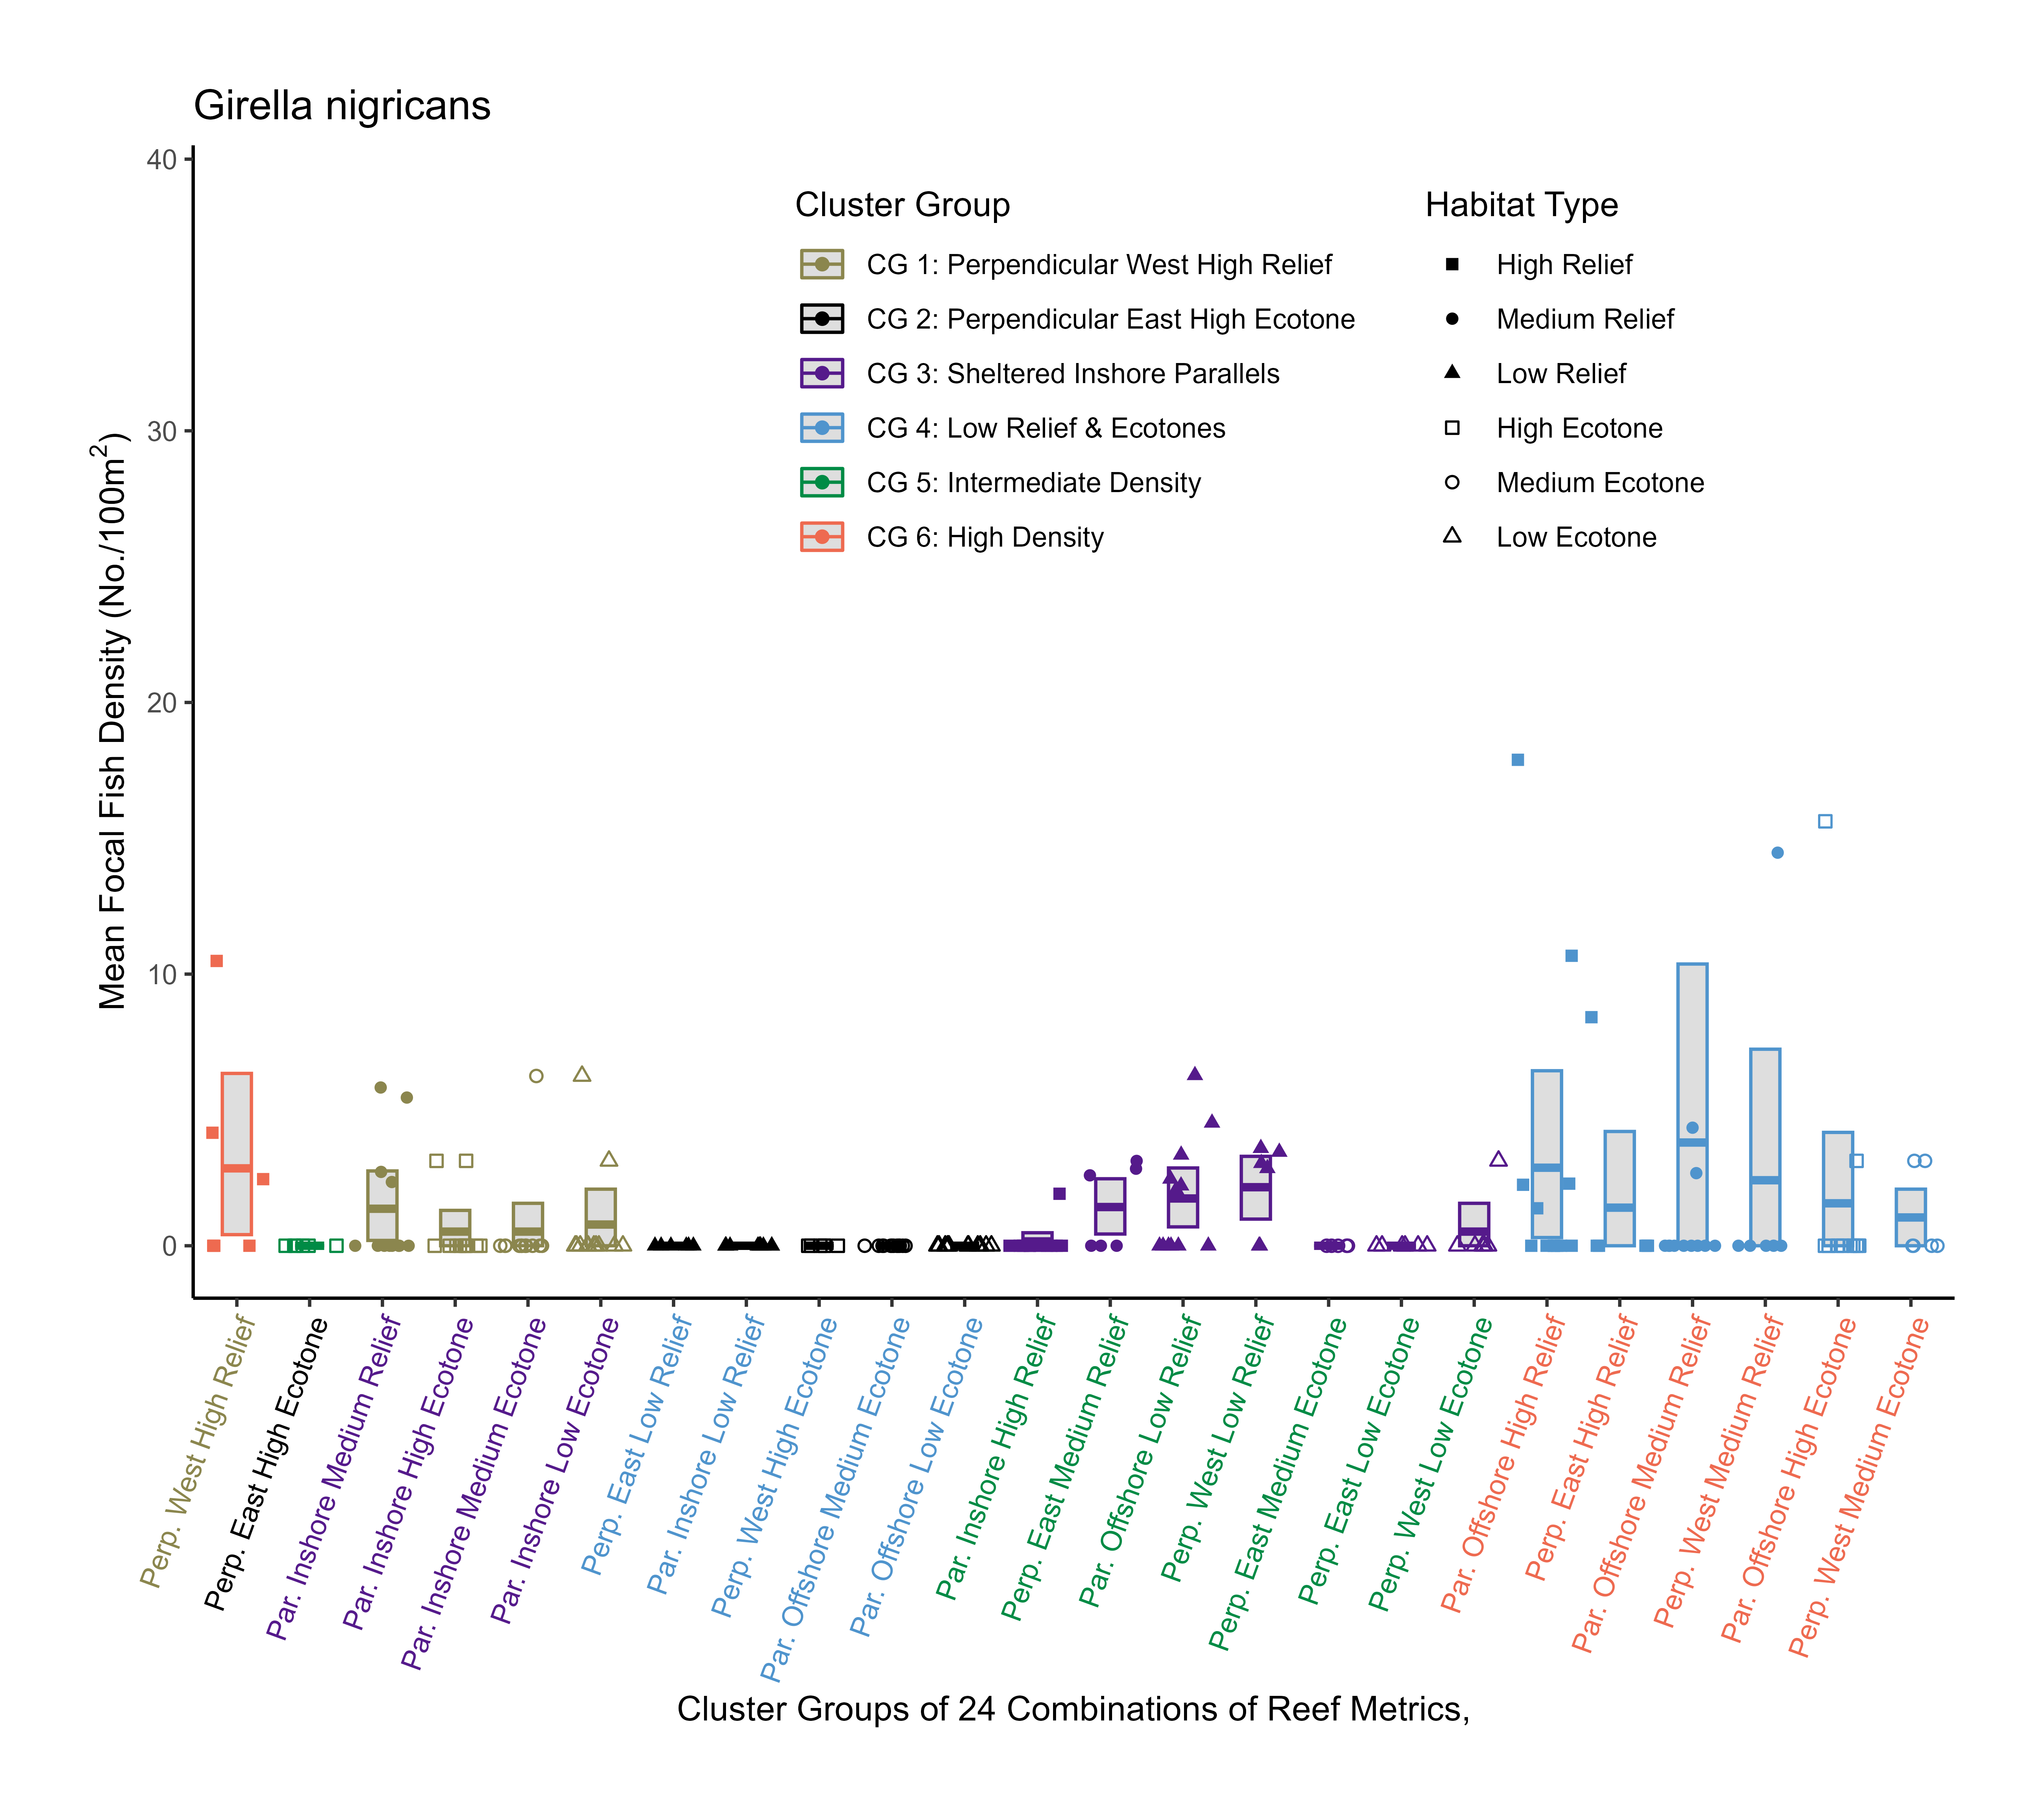 Girella nigricans
40
30
20
10
0
Mean Focal Fish Density (No./100m²)
Cluster Group
CG 1: Perpendicular West High Relief
CG 2: Perpendicular East High Ecotone
CG 3: Sheltered Inshore Parallels
CG 4: Low Relief & Ecotones
CG 5: Intermediate Density
CG 6: High Density
Habitat Type
High Relief
Medium Relief
Low Relief
High Ecotone
Medium Ecotone
Low Ecotone
Perp. West High Relief
Perp. East High Ecotone
Par. Inshore Medium Relief
Par. Inshore High Ecotone
Par. Inshore Medium Ecotone
Par. Inshore Low Ecotone
Perp. East Low Relief
Par. Inshore Low Relief
Perp. West High Ecotone
Par. Offshore Medium Ecotone
Par. Offshore Low Ecotone
Par. Inshore High Relief
Perp. East Medium Relief
Par. Offshore Low Relief
Perp. West Low Relief
Perp. East Medium Ecotone
Perp. East Low Ecotone
Perp. West Low Ecotone
Par. Offshore High Relief
Perp. East High Relief
Par. Offshore Medium Relief
Perp. West Medium Relief
Par. Offshore High Ecotone
Perp. West Medium Ecotone
Cluster Groups of 24 Combinations of Reef Metrics,